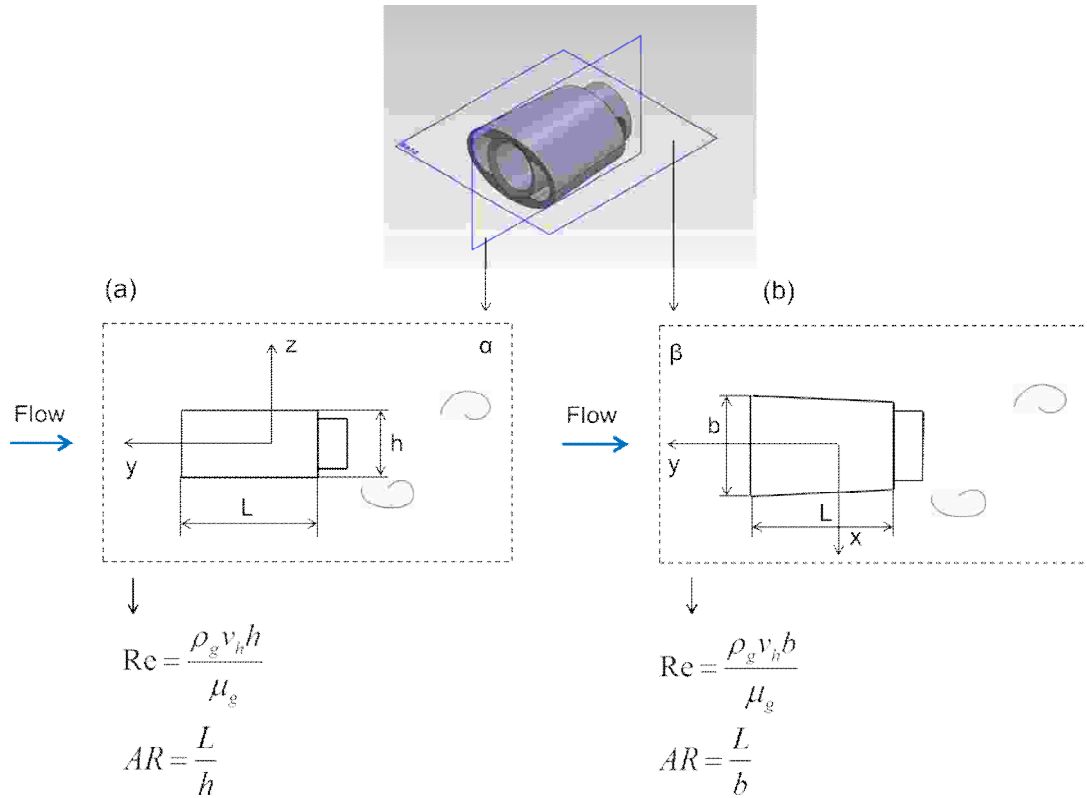 (a)
(b)
α
z
Flow
y
h
L
β
Flow
b
y
L
x
Re = ρ_g v_h h / μ_g
AR = L / h
Re = ρ_g v_h b / μ_g
AR = L / b